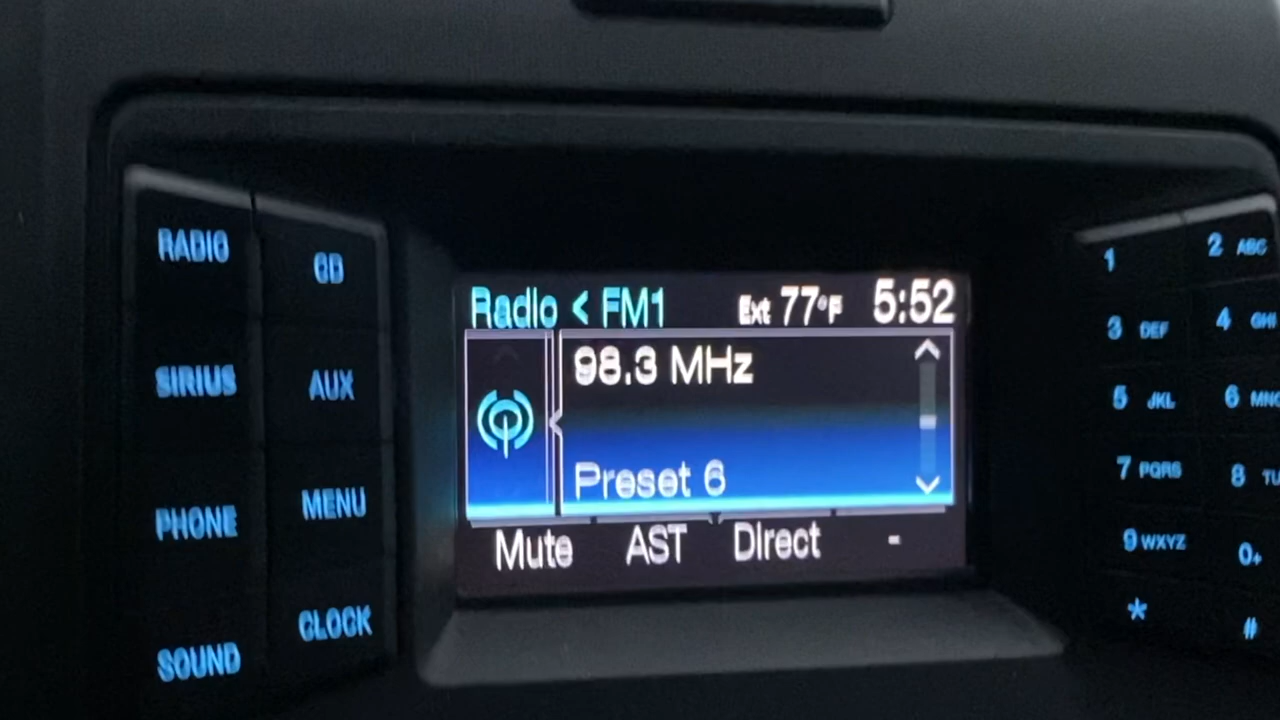 RADIO
CD
SIRIUS
AUX
PHONE
MENU
SOUND
CLOCK
Radio < FM1 Ext 77°F 5:52
98.3 MHz
Preset 6
Mute AST Direct -
1
2 ABC
3 DEF
4 GHI
5 JKL
6 MNO
7 PQRS
8 TU
9 WXYZ
0+
*
#